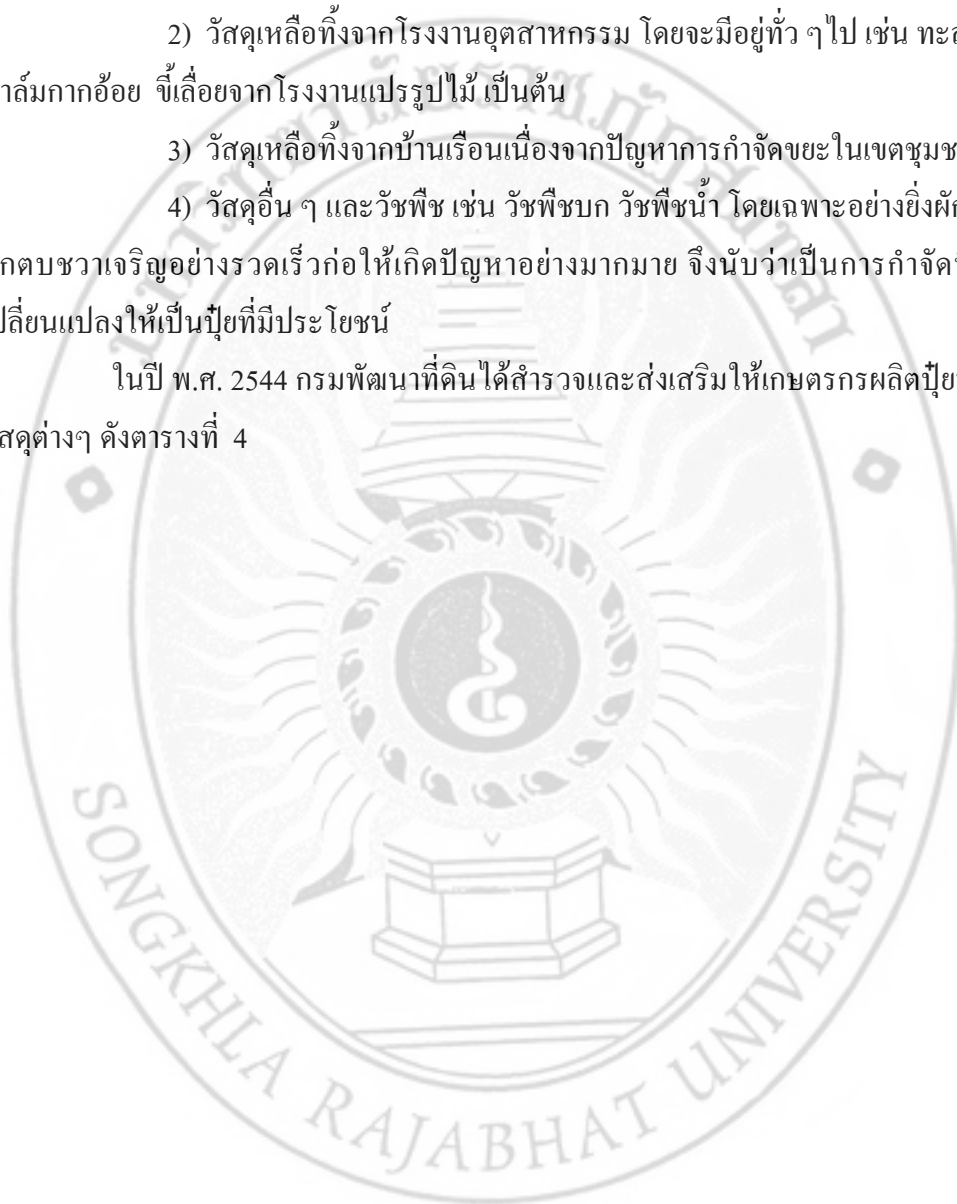 2) วัสดุเหลือทิ้งจากโรงงานอุตสาหกรรม โดยจะมีอยู่ทั่ว ๆ ไป เช่น
กากอ้อย ขี้เลื่อยจากโรงงานแปรรูปไม้ เป็นต้น
3) วัสดุเหลือทิ้งจากบ้านเรือนเนื่องจากปัญหาการกำจัดขยะในเขตชุมช
4) วัสดุอื่น ๆ และวัชพืช เช่น วัชพืชบก วัชพืชน้ำ โดยเฉพาะอย่างยิ่งผัก
กตบชวาเจริญอย่างรวดเร็วก่อให้เกิดปัญหาอย่างมากมาย จึงนับว่าเป็นการกำจัด
ปลี่ยนแปลงให้เป็นปุ๋ยที่มีประโยชน์
ในปี พ.ศ. 2544 กรมพัฒนาที่ดินได้สำรวจและส่งเสริมให้เกษตรกรผลิตปุ๋ย
สดุต่างๆ ดังตารางที่ 4
มหาวิทยาลัยราชภัฏสงขลา
SONGKHLA RAJABHAT UNIVERSITY